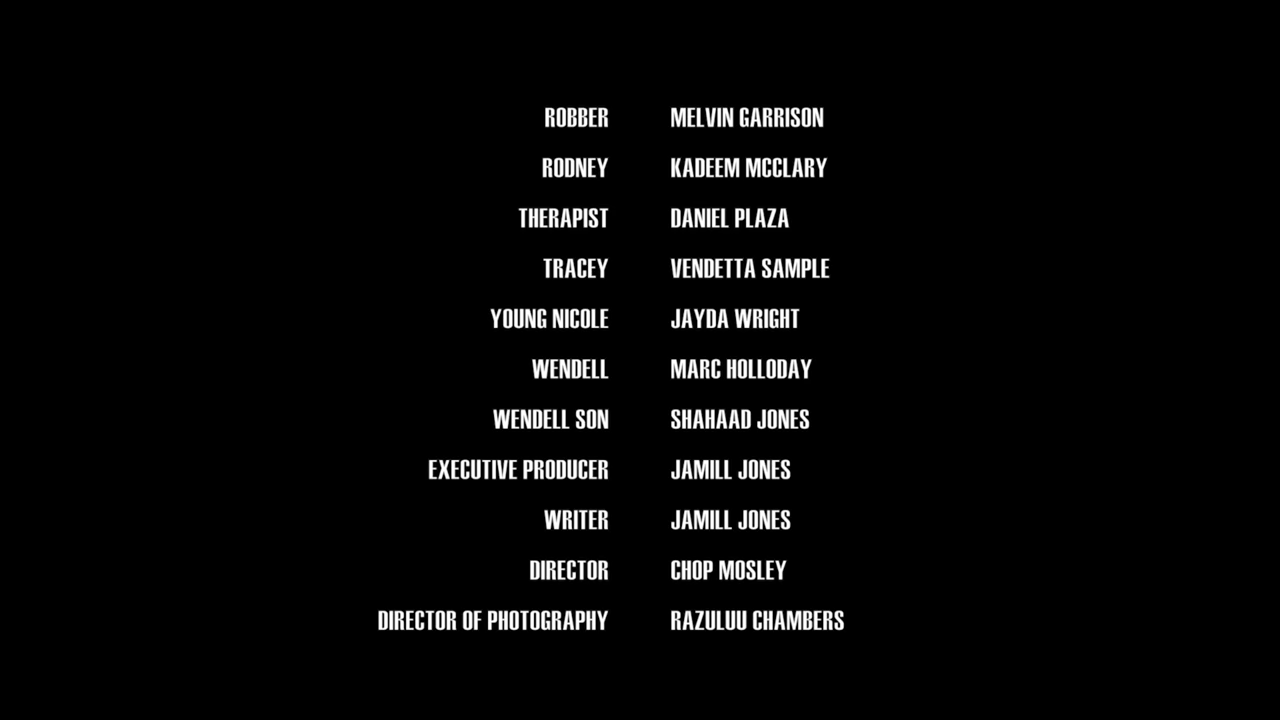 ROBBER MELVIN GARRISON
RODNEY KADEEM MCCLARY
THERAPIST DANIEL PLAZA
TRACEY VENDETTA SAMPLE
YOUNG NICOLE JAYDA WRIGHT
WENDELL MARC HOLLODAY
WENDELL SON SHAHAAD JONES
EXECUTIVE PRODUCER JAMILL JONES
WRITER JAMILL JONES
DIRECTOR CHOP MOSLEY
DIRECTOR OF PHOTOGRAPHY RAZULUU CHAMBERS